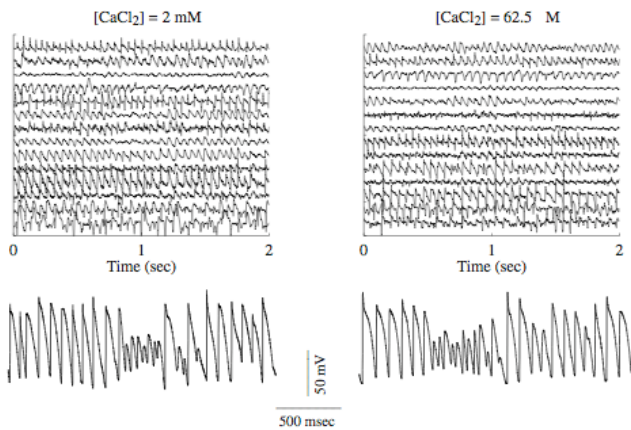 [CaCl₂] = 2 mM
[CaCl₂] = 62.5 M
0 1 2
Time (sec)
0 1 2
Time (sec)
50 mV
500 msec